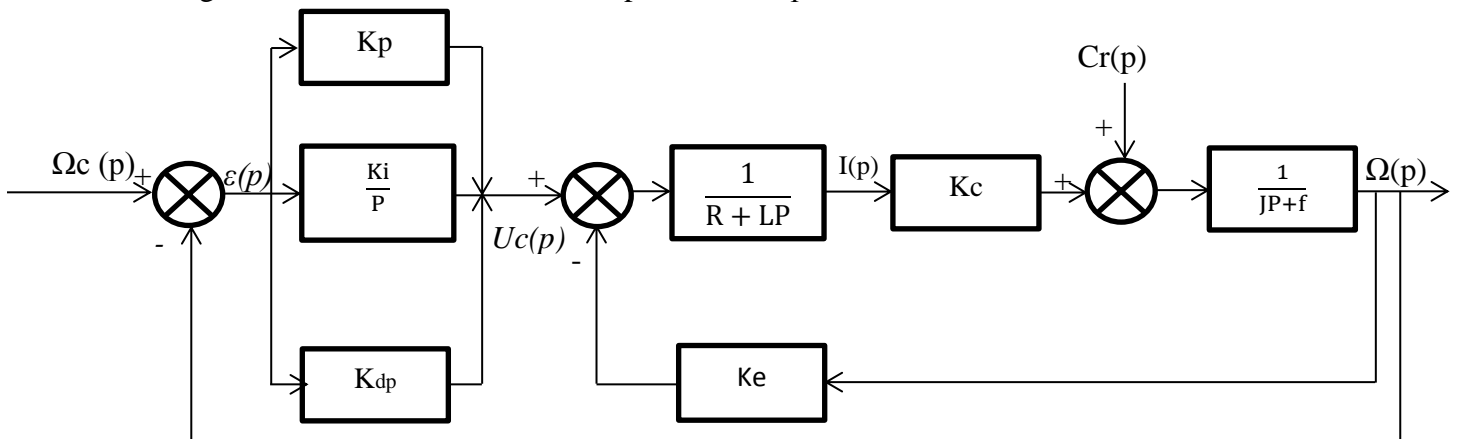 Kp
Cr(p)
+
Ωc (p)
+
ε(p)
Ki
P
+
1
R + LP
I(p)
Kc
+
1
JP+f
Ω(p)
-
Uc(p)
-
Kdp
Ke